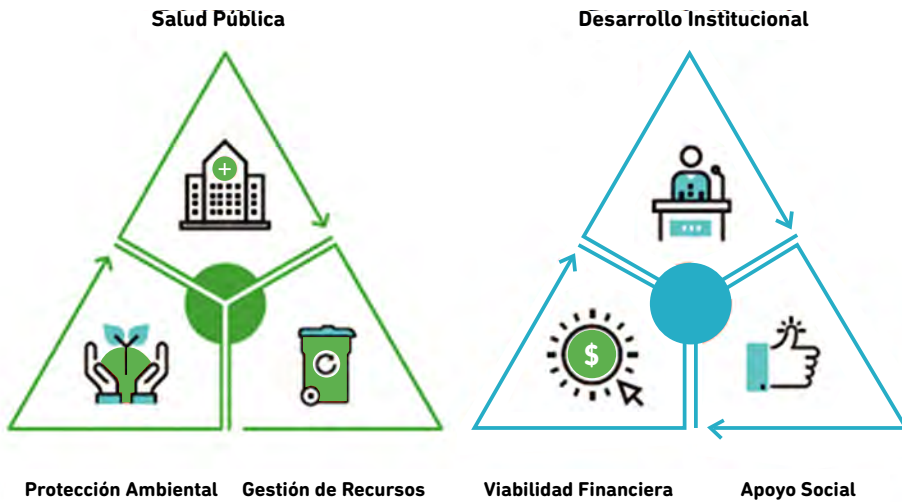 Salud Pública
Desarrollo Institucional
$
Protección Ambiental
Gestión de Recursos
Viabilidad Financiera
Apoyo Social